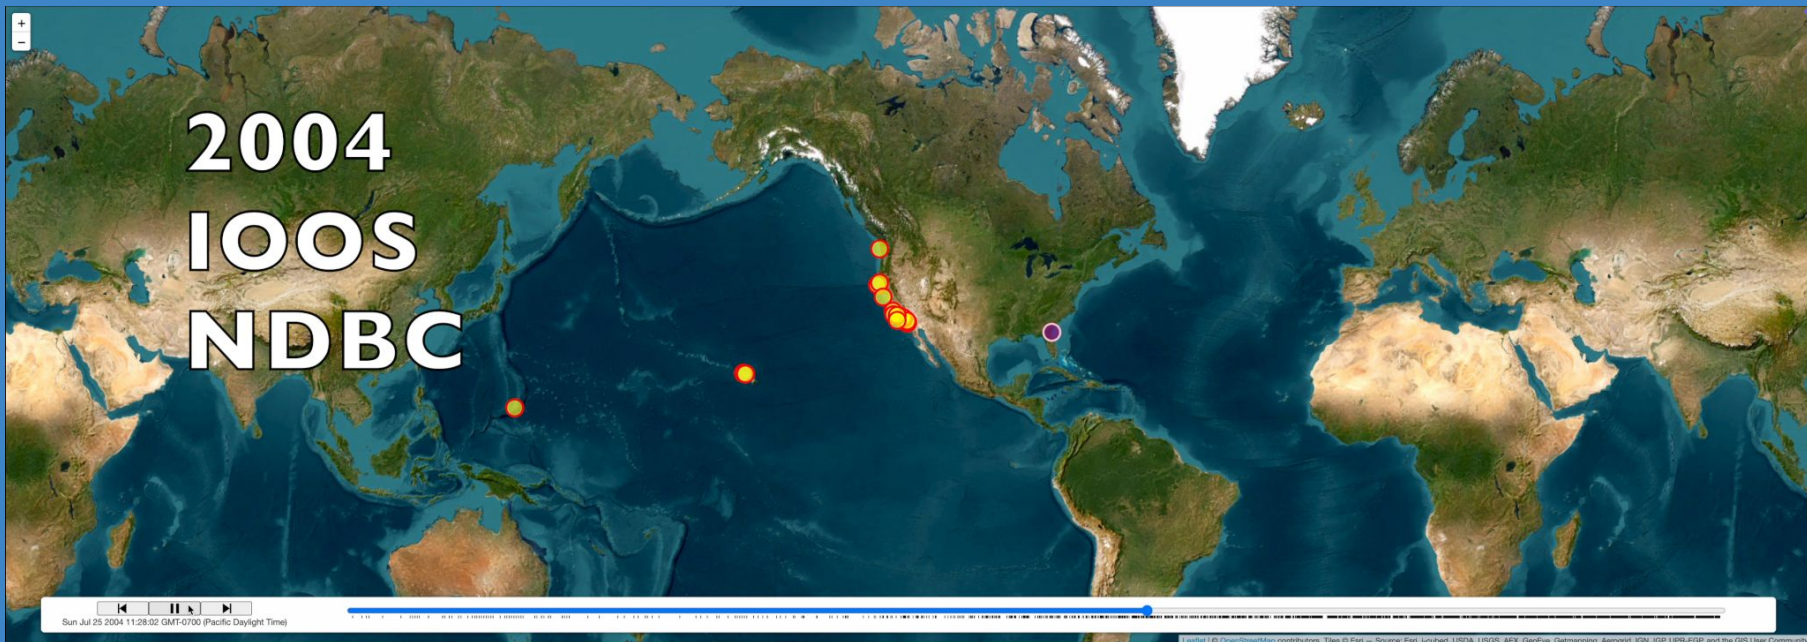 +
−
2004
IOOS
NDBC
Sun Jul 25 2004 11:28:02 GMT-0700 (Pacific Daylight Time)
Leaflet | © OpenStreetMap contributors, Tiles © Esri — Source: Esri, i-cubed, USDA, USGS, AEX, GeoEye, Getmapping, Aerogrid, IGN, IGP, UPR-EGP, and the GIS User